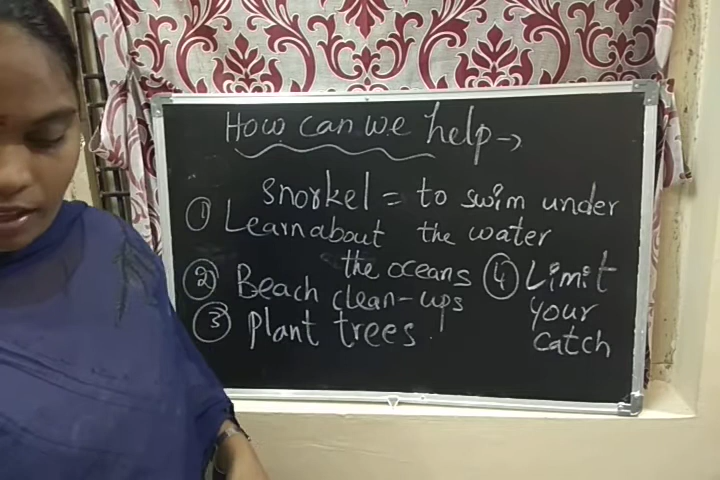 How can we help →
snorkel = to swim under
① Learn about the water
the oceans
② Beach clean-ups
③ Plant trees.
④ Limit
your
catch